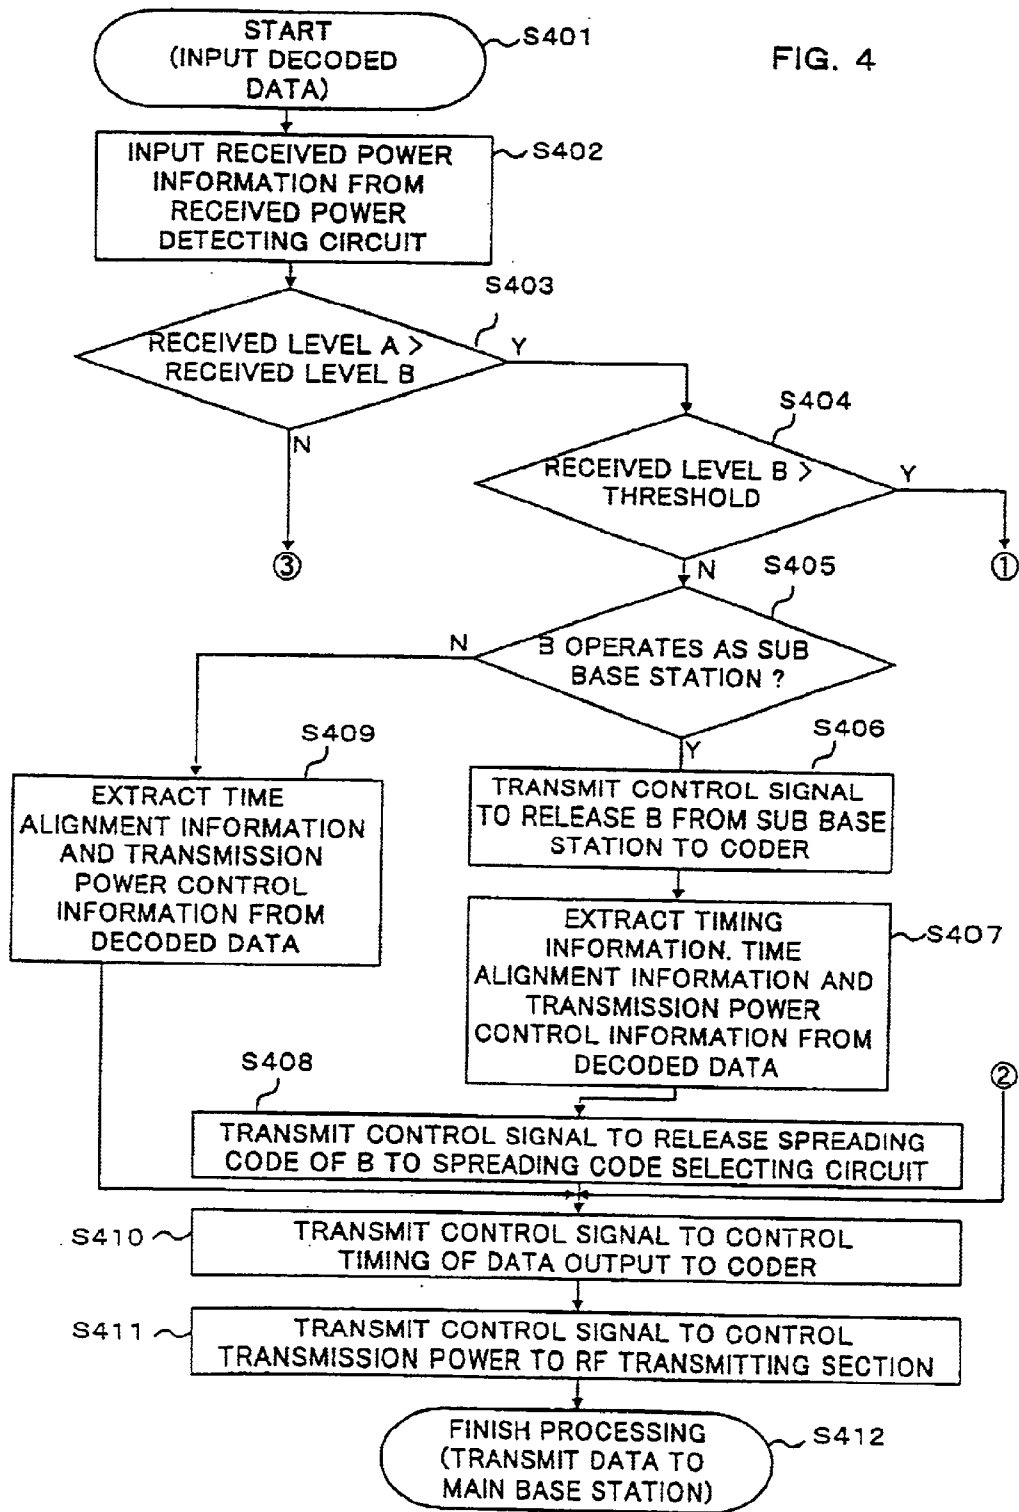 START
(INPUT DECODED
DATA)
S401
FIG. 4
INPUT RECEIVED POWER
INFORMATION FROM
RECEIVED POWER
DETECTING CIRCUIT
S402
S403
RECEIVED LEVEL A >
RECEIVED LEVEL B
Y
N
③
S404
RECEIVED LEVEL B >
THRESHOLD
Y
①
N
S405
B OPERATES AS SUB
BASE STATION ?
N
Y
S406
TRANSMIT CONTROL SIGNAL
TO RELEASE B FROM SUB BASE
STATION TO CODER
S409
EXTRACT TIME
ALIGNMENT INFORMATION
AND TRANSMISSION
POWER CONTROL
INFORMATION FROM
DECODED DATA
EXTRACT TIMING
INFORMATION. TIME
ALIGNMENT INFORMATION AND
TRANSMISSION POWER
CONTROL INFORMATION FROM
DECODED DATA
S407
②
S408
TRANSMIT CONTROL SIGNAL TO RELEASE SPREADING
CODE OF B TO SPREADING CODE SELECTING CIRCUIT
S410
TRANSMIT CONTROL SIGNAL TO CONTROL
TIMING OF DATA OUTPUT TO CODER
S411
TRANSMIT CONTROL SIGNAL TO CONTROL
TRANSMISSION POWER TO RF TRANSMITTING SECTION
FINISH PROCESSING
(TRANSMIT DATA TO
MAIN BASE STATION)
S412